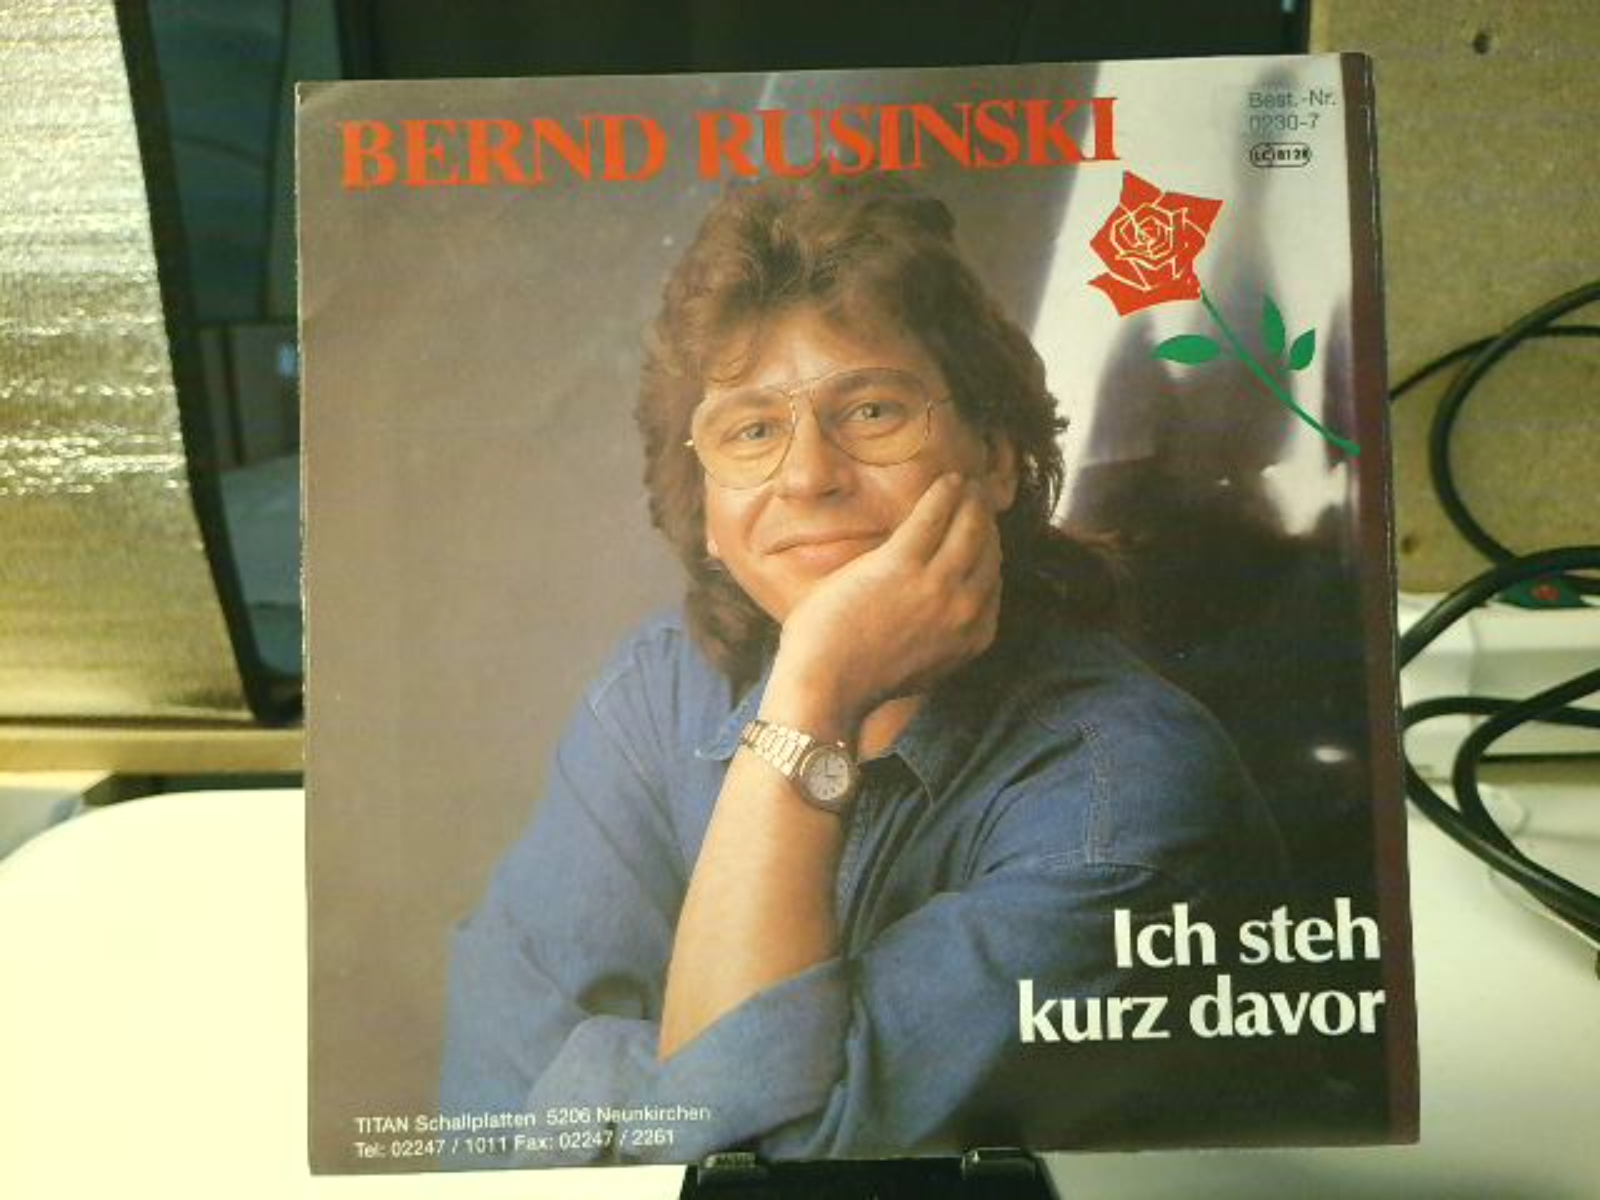 BERND RUSINSKI
Best.-Nr.
0230-7
LC 8128
Ich steh
kurz davor
TITAN Schallplatten 5206 Neunkirchen
Tel: 02247 / 1011 Fax: 02247 / 2261